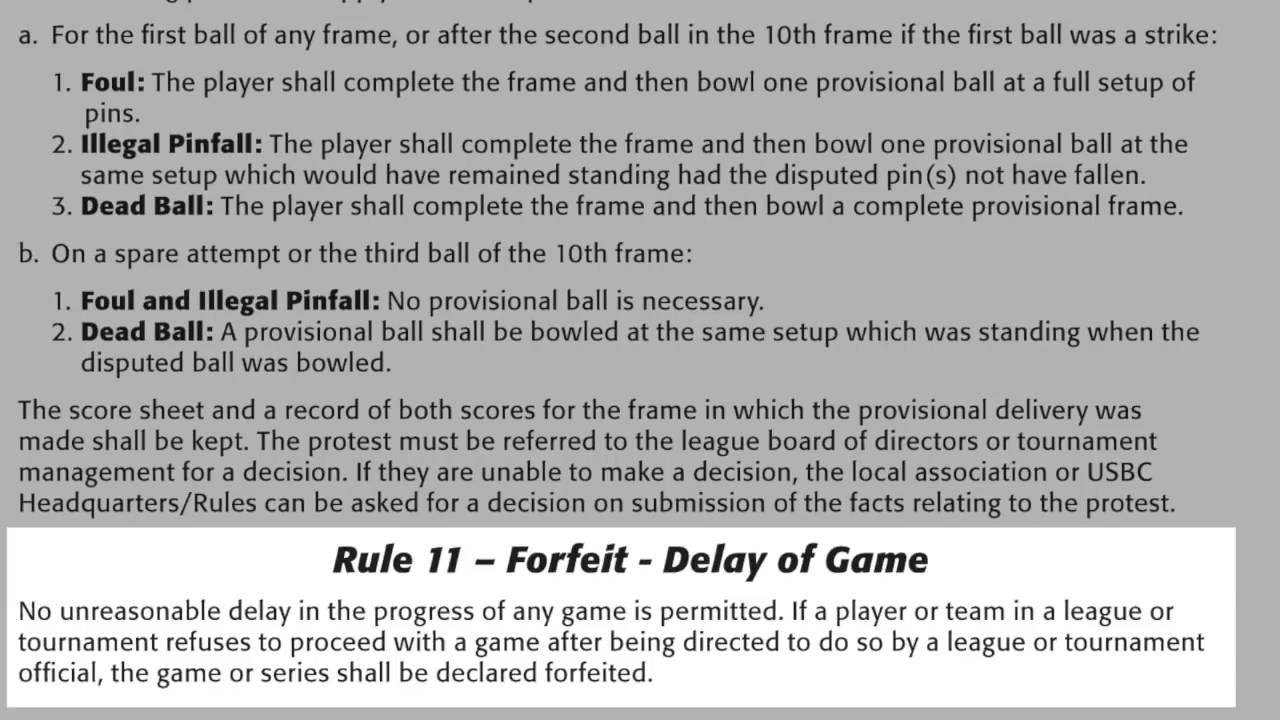 a. For the first ball of any frame, or after the second ball in the 10th frame if the first ball was a strike:
1. Foul: The player shall complete the frame and then bowl one provisional ball at a full setup of
pins.
2. Illegal Pinfall: The player shall complete the frame and then bowl one provisional ball at the
same setup which would have remained standing had the disputed pin(s) not have fallen.
3. Dead Ball: The player shall complete the frame and then bowl a complete provisional frame.
b. On a spare attempt or the third ball of the 10th frame:
1. Foul and Illegal Pinfall: No provisional ball is necessary.
2. Dead Ball: A provisional ball shall be bowled at the same setup which was standing when the
disputed ball was bowled.
The score sheet and a record of both scores for the frame in which the provisional delivery was
made shall be kept. The protest must be referred to the league board of directors or tournament
management for a decision. If they are unable to make a decision, the local association or USBC
Headquarters/Rules can be asked for a decision on submission of the facts relating to the protest.
Rule 11 – Forfeit - Delay of Game
No unreasonable delay in the progress of any game is permitted. If a player or team in a league or
tournament refuses to proceed with a game after being directed to do so by a league or tournament
official, the game or series shall be declared forfeited.